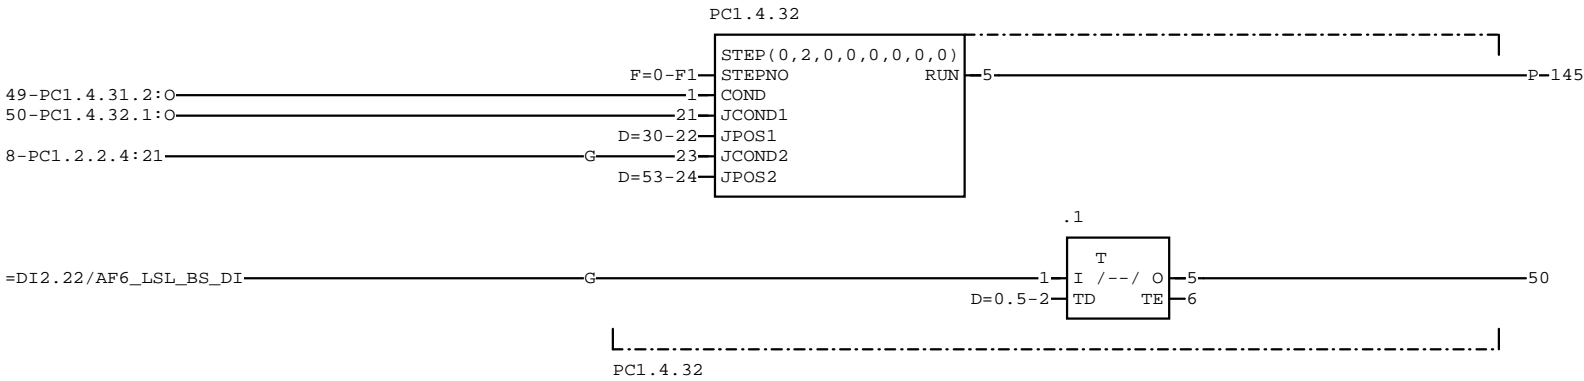 PC1.4.32
STEP(0,2,0,0,0,0,0,0)
F=0-F1 STEPNO RUN 5 P-145
49-PC1.4.31.2:O 1 COND
50-PC1.4.32.1:O 21 JCOND1
D=30-22 JPOS1
8-PC1.2.2.4:21 G 23 JCOND2
D=53-24 JPOS2
.1
T
=DI2.22/AF6_LSL_BS_DI G 1 I /--/ O 5 50
D=0.5-2 TD TE 6
PC1.4.32